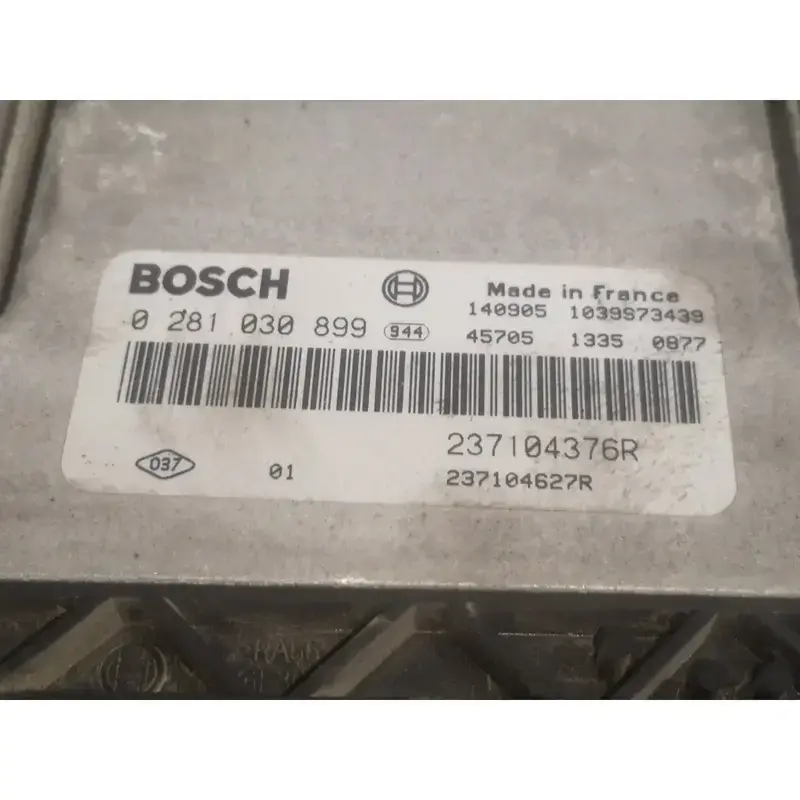 BOSCH
Made in France
140905 1039S73439
0 281 030 899 944
45705 1335 0877
237104376R
037 01
237104627R